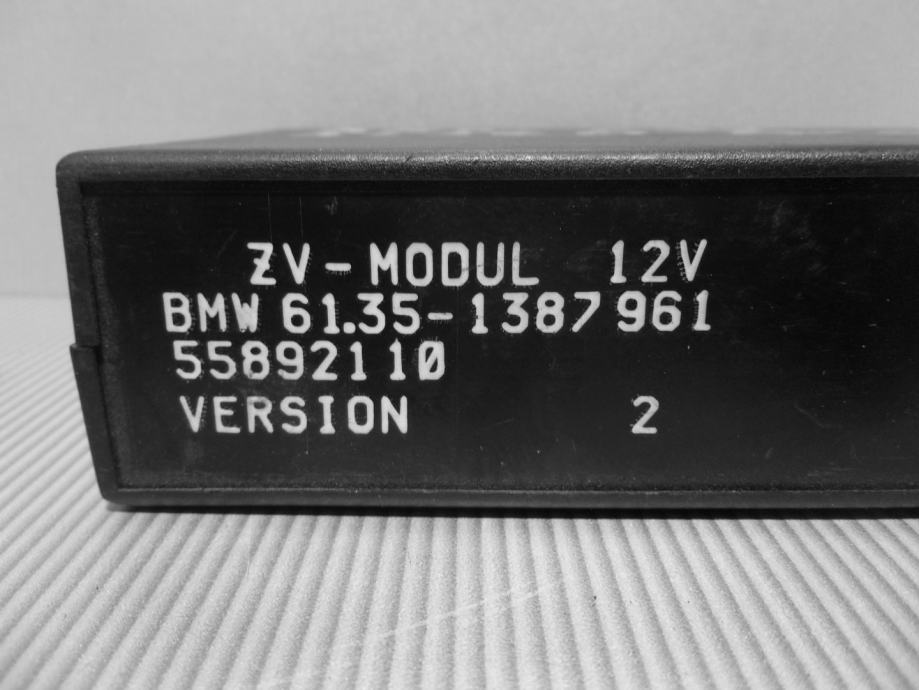 ZV-MODUL 12V
BMW 61.35-1387961
55892110
VERSION 2